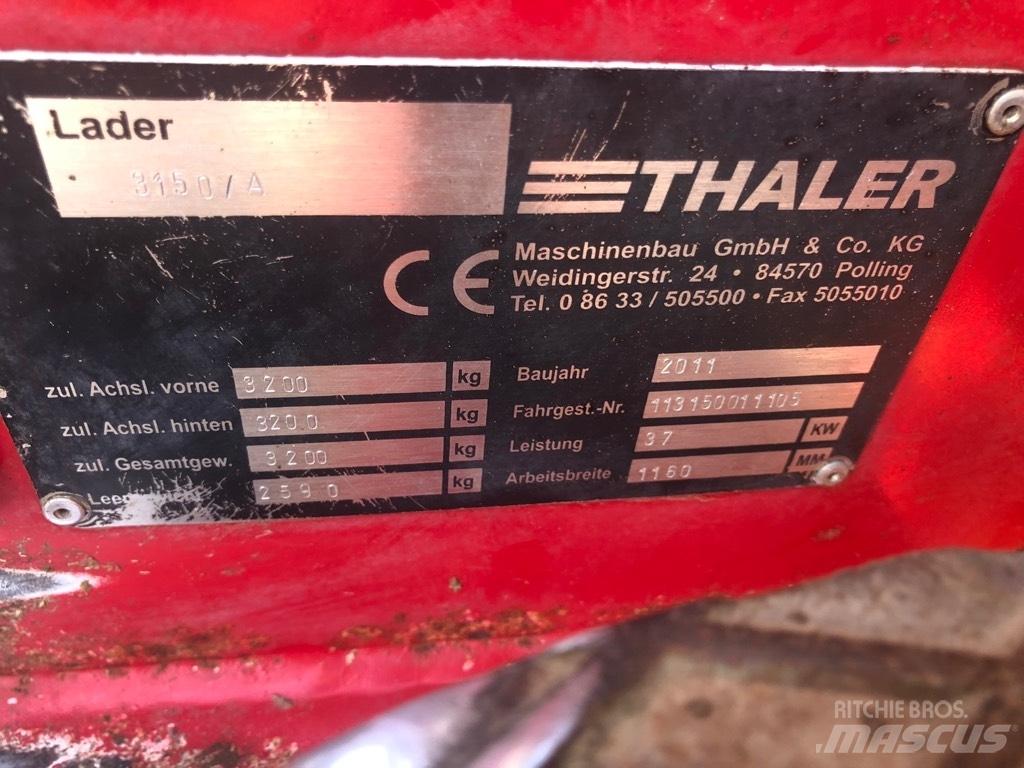 Lader
3150/A
THALER
Maschinenbau GmbH & Co. KG
Weidingerstr. 24 • 84570 Polling
Tel. 0 86 33 / 505500 • Fax 5055010
CE
zul. Achsl. vorne 3200 kg
zul. Achsl. hinten 3200 kg
zul. Gesamtgew. 3200 kg
2590 kg
Baujahr 2011
Fahrgest.-Nr. 113150011105
Leistung 37 KW
Arbeitsbreite 1160 MM
RITCHIE BROS.
MASCUS